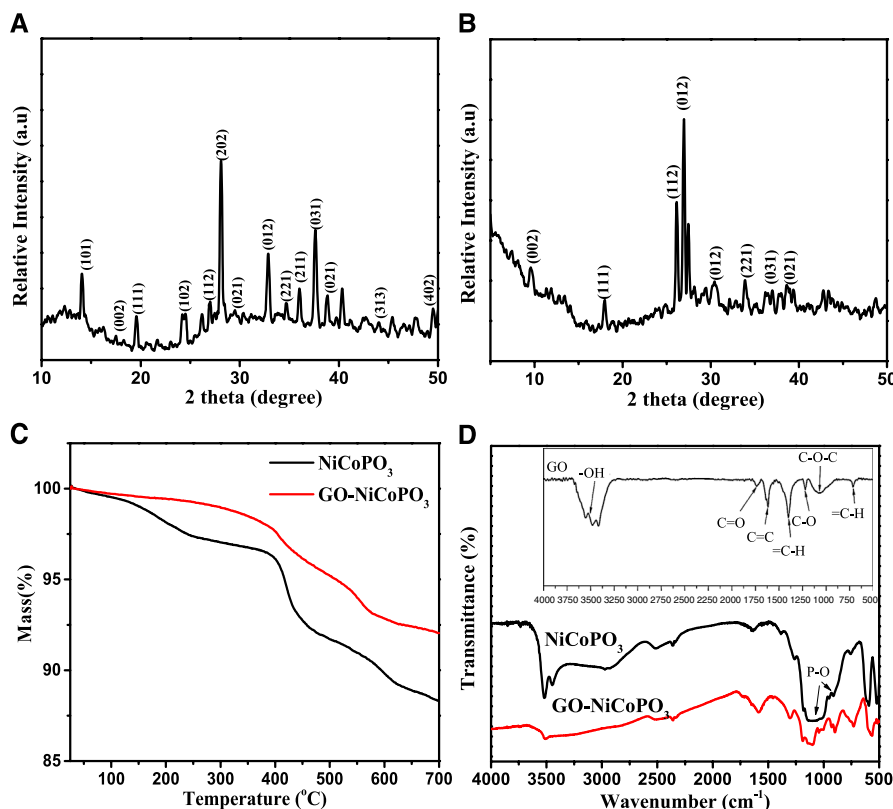 A
Relative Intensity (a.u)
(101)
(002)
(111)
(102)
(112)
(202)
(021)
(012)
(221)
(211)
(031)
(021)
(313)
(402)
10 20 30 40 50
2 theta (degree)
B
Relative Intensity (a.u)
(002)
(111)
(112)
(012)
(012)
(221)
(031)
(021)
10 20 30 40 50
2 theta (degree)
C
Mass(%)
100
95
90
85
NiCoPO3
GO-NiCoPO3
100 200 300 400 500 600 700
Temperature (°C)
D
Transmittance (%)
GO
-OH
C=O
C=C
=C-H
C-O
C-O-C
=C-H
4000 3750 3500 3250 3000 2750 2500 2250 2000 1750 1500 1250 1000 750 500
NiCoPO3
P-O
GO-NiCoPO3
4000 3500 3000 2500 2000 1500 1000 500
Wavenumber (cm-1)